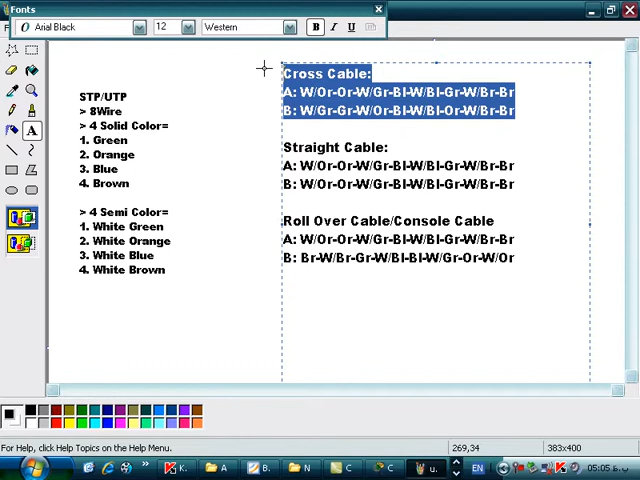 Fonts
Arial Black
12
Western
B I U
STP/UTP
> 8Wire
> 4 Solid Color=
1. Green
2. Orange
3. Blue
4. Brown
> 4 Semi Color=
1. White Green
2. White Orange
3. White Blue
4. White Brown
Cross Cable:
A: W/Or-Or-W/Gr-Bl-W/Bl-Gr-W/Br-Br
B: W/Gr-Gr-W/Or-Bl-W/Bl-Or-W/Br-Br
Straight Cable:
A: W/Or-Or-W/Gr-Bl-W/Bl-Gr-W/Br-Br
B: W/Or-Or-W/Gr-Bl-W/Bl-Gr-W/Br-Br
Roll Over Cable/Console Cable
A: W/Or-Or-W/Gr-Bl-W/Bl-Gr-W/Br-Br
B: Br-W/Br-Gr-W/Bl-Bl-W/Gr-Or-W/Or
A
For Help, click Help Topics on the Help Menu.
269,34
383x400
start
K.
A
B.
N
C
C
u.
EN
05:05